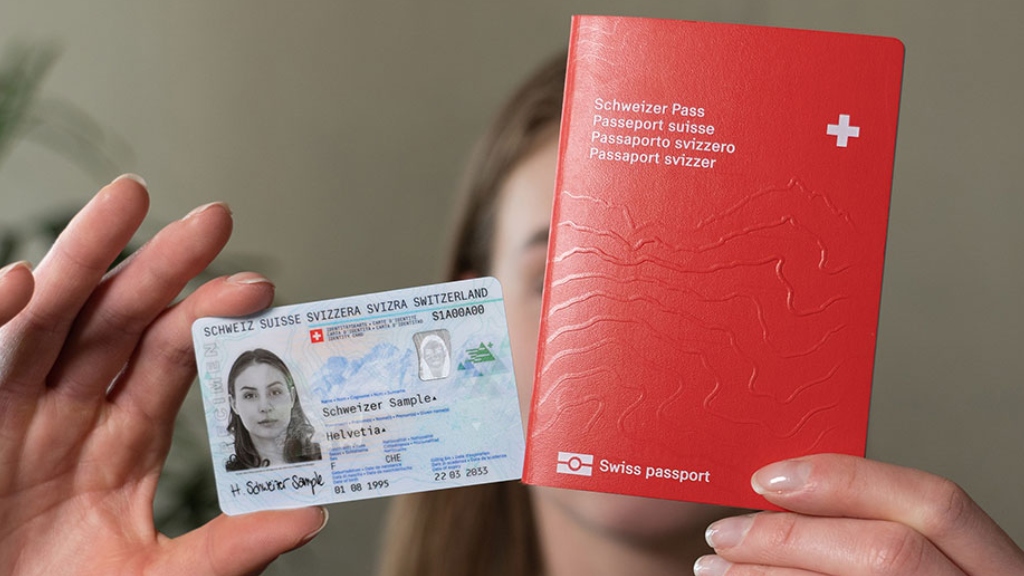 Schweizer Pass
Passeport suisse
Passaporto svizzero
Passaport svizzer
Swiss passport
SCHWEIZ SUISSE SVIZZERA SVIZRA SWITZERLAND
S1A00A00
IDENTITÄTSKARTE • CARTE D'IDENTITÉ
CARTA D'IDENTITÀ • CARTA D'IDENTITAD
IDENTITY CARD
Schweizer Sample
Helvetia
F CHE
01 08 1995
22 03 2033
H. Schweizer Sample